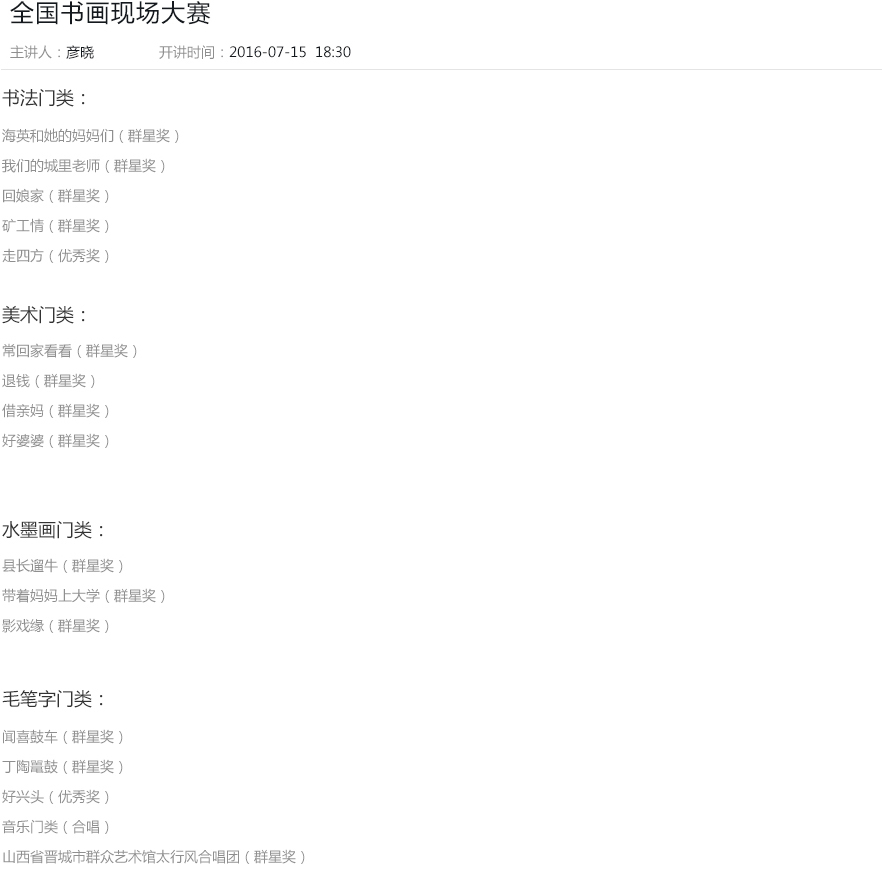 全国书画现场大赛
主讲人：彦晓 开讲时间：2016-07-15 18:30
书法门类：
海英和她的妈妈们（群星奖）
我们的城里老师（群星奖）
回娘家（群星奖）
矿工情（群星奖）
走四方（优秀奖）
美术门类：
常回家看看（群星奖）
退钱（群星奖）
借亲妈（群星奖）
好婆婆（群星奖）
水墨画门类：
县长遛牛（群星奖）
带着妈妈上大学（群星奖）
影戏缘（群星奖）
毛笔字门类：
闻喜鼓车（群星奖）
丁陶鼍鼓（群星奖）
好兴头（优秀奖）
音乐门类（合唱）
山西省晋城市群众艺术馆太行风合唱团（群星奖）